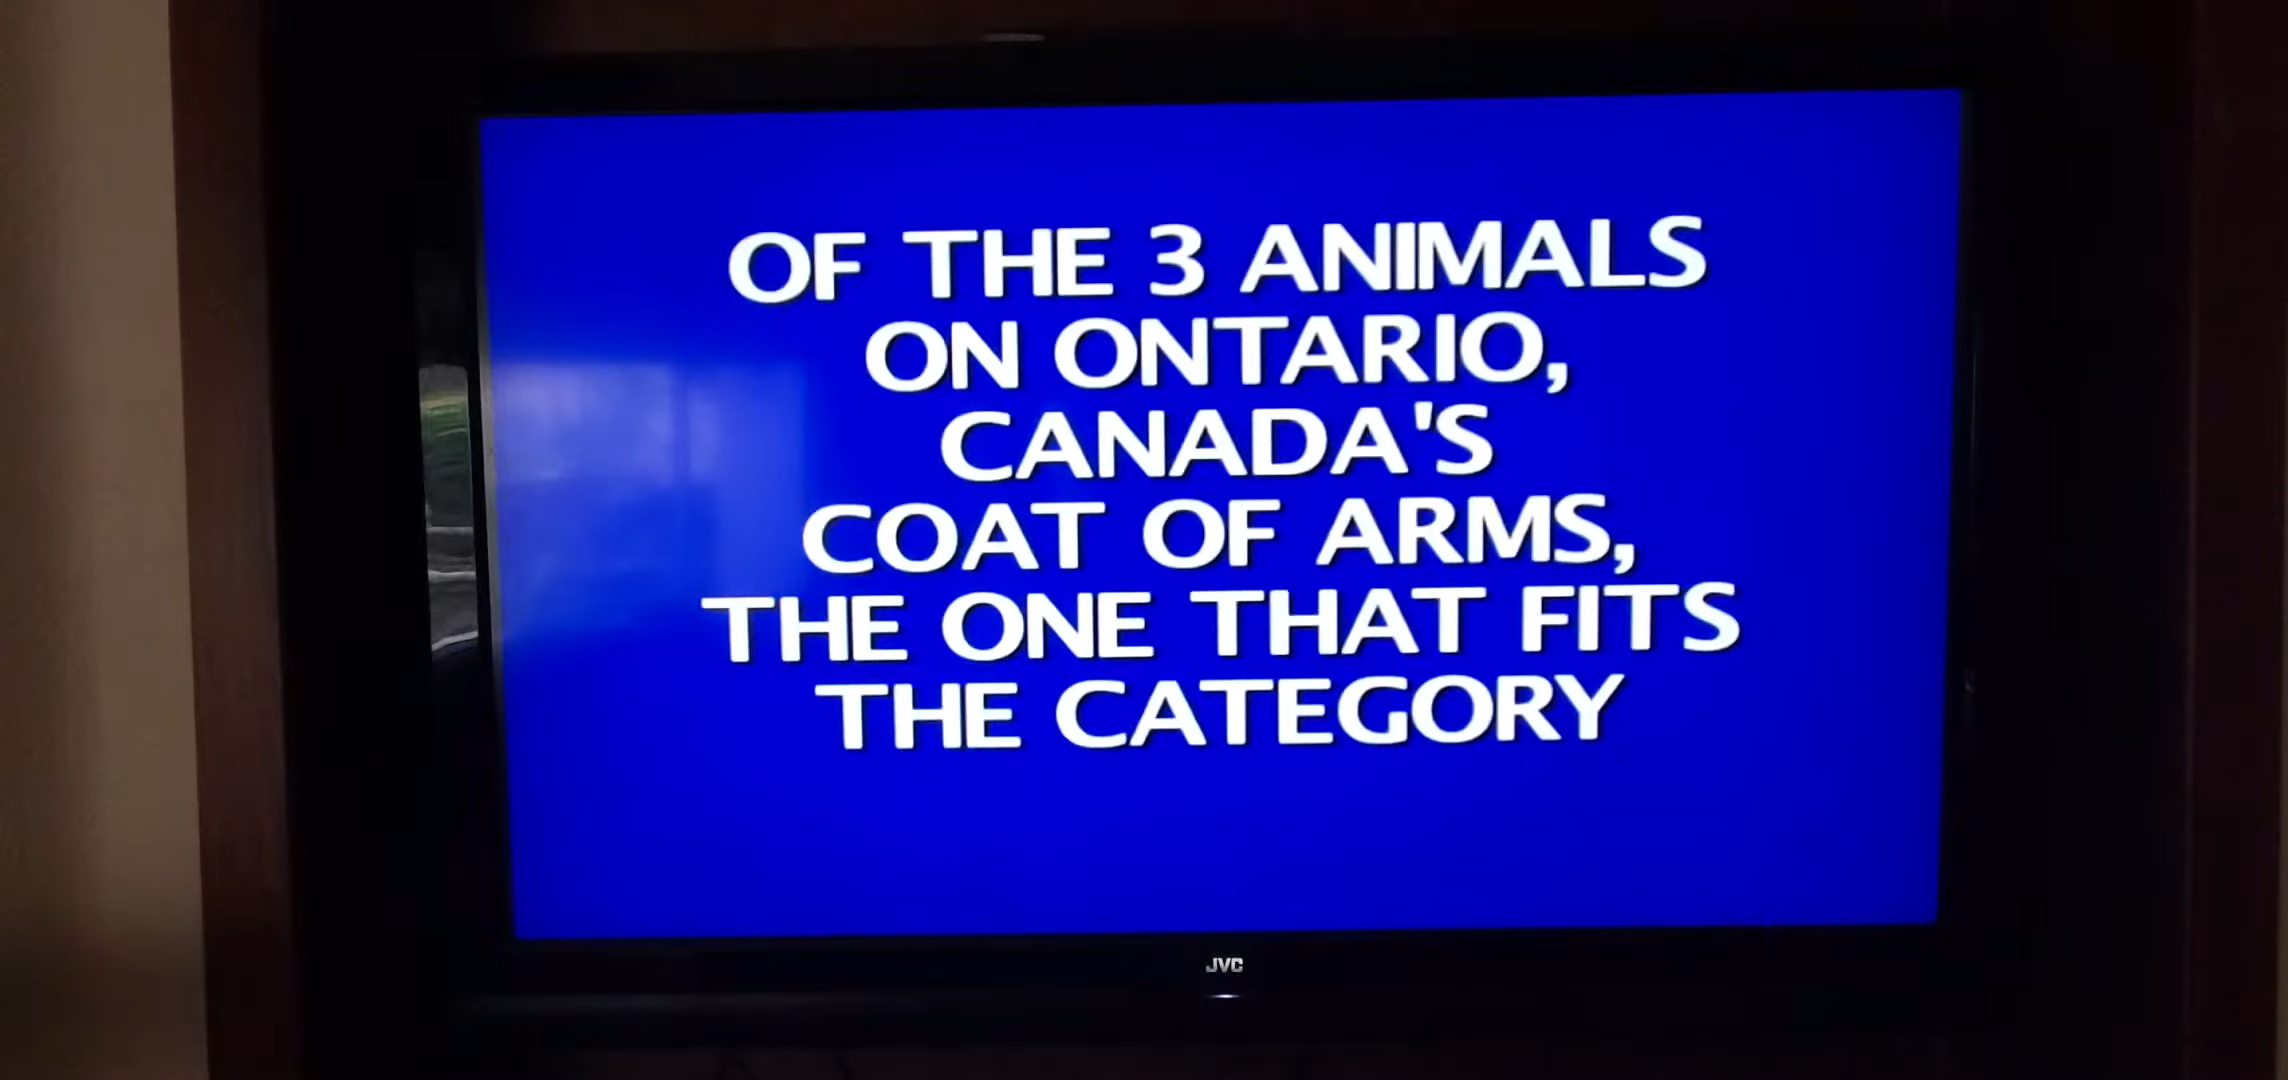 OF THE 3 ANIMALS
ON ONTARIO,
CANADA'S
COAT OF ARMS,
THE ONE THAT FITS
THE CATEGORY
JVC